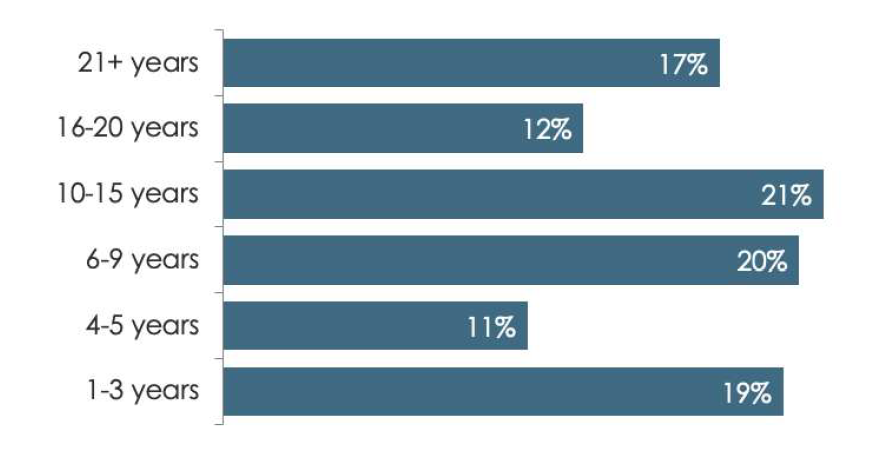 21+ years 17%
16-20 years 12%
10-15 years 21%
6-9 years 20%
4-5 years 11%
1-3 years 19%